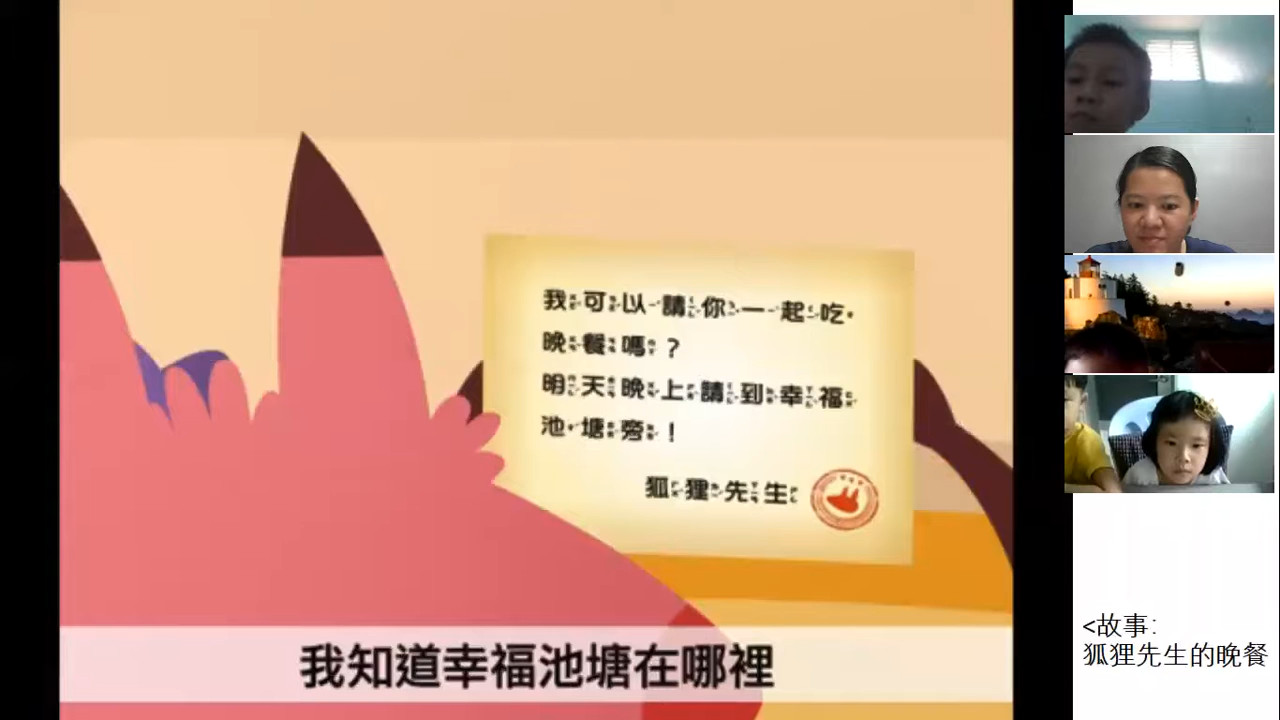 我可以請你一起吃
晚餐嗎？
明天晚上請到幸福
池塘旁！
狐狸先生
我知道幸福池塘在哪裡
<故事:
狐狸先生的晚餐